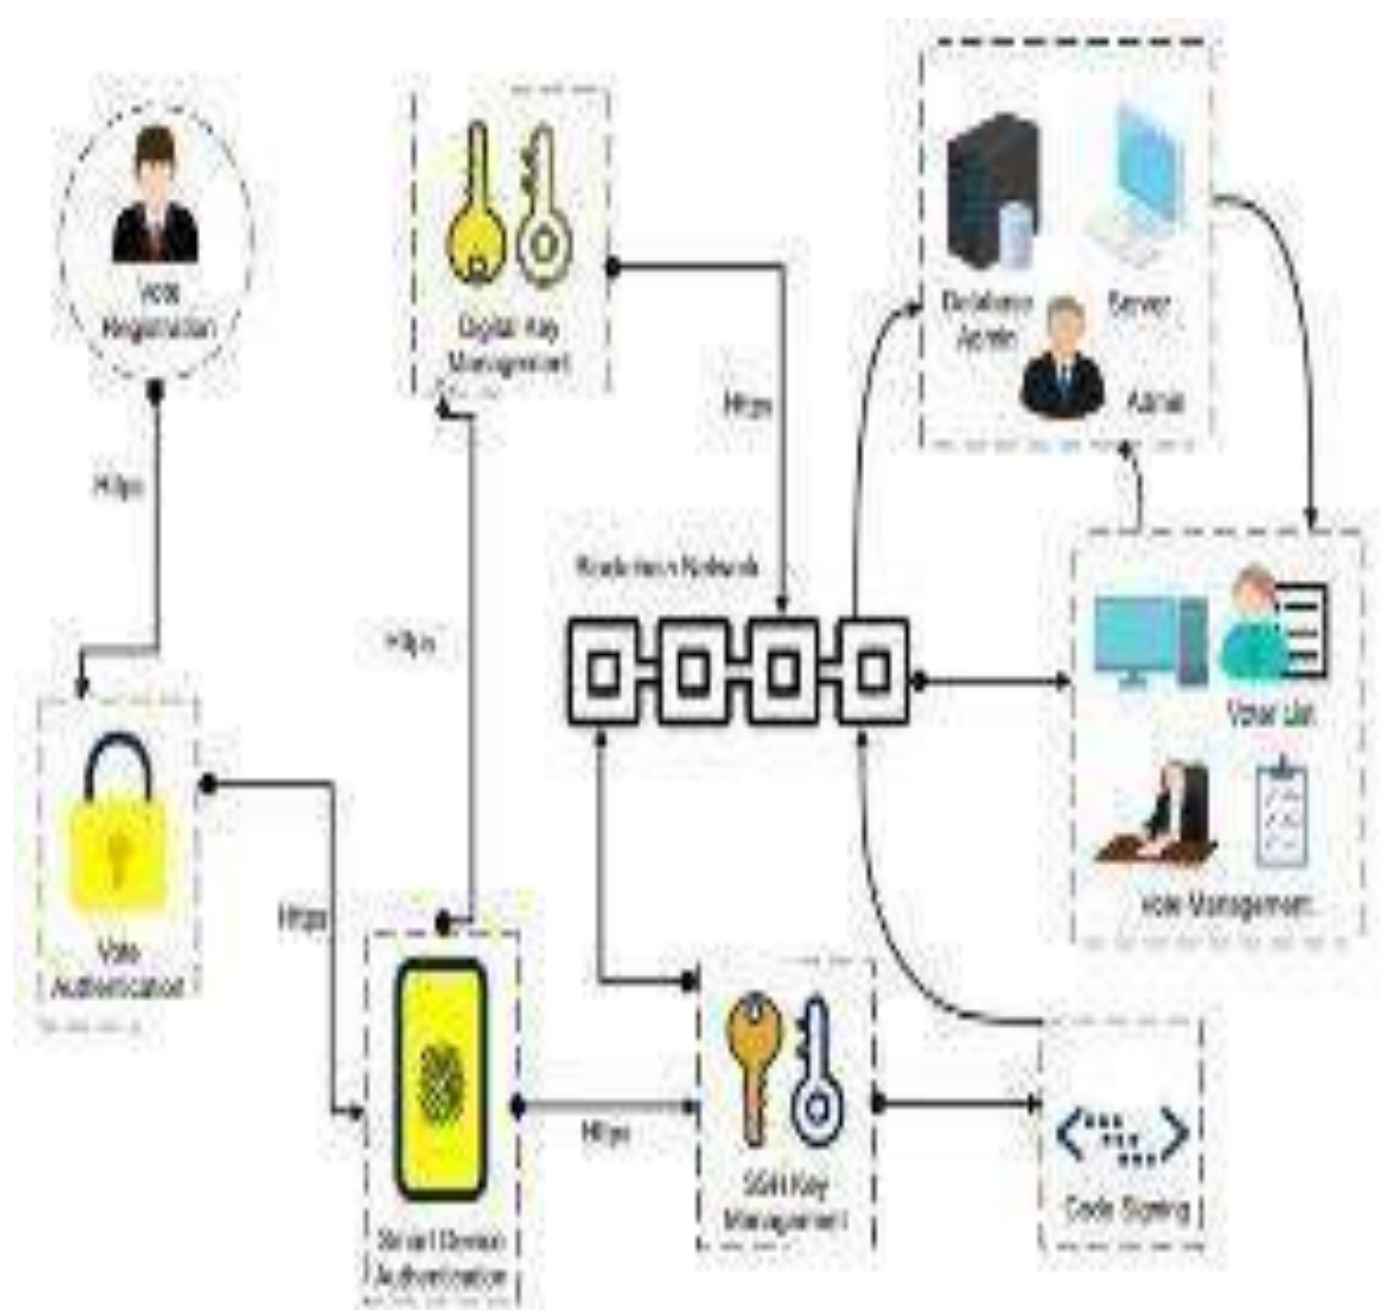 Vote
Registration
Https
Digital Key
Management
Https
Database
Admin
Server
Admin
Https
Blockchain Network
Voter List
Vote Management
Vote
Authentication
Https
Smart Device
Authentication
Https
SSH Key
Management
Code Signing